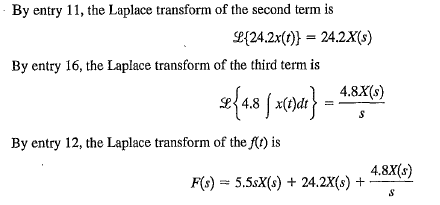 By entry 11, the Laplace transform of the second term is
ℒ{24.2x(t)} = 24.2X(s)
By entry 16, the Laplace transform of the third term is
ℒ{4.8 ∫ x(t)dt} = 4.8X(s)/s
By entry 12, the Laplace transform of the f(t) is
F(s) = 5.5sX(s) + 24.2X(s) + 4.8X(s)/s